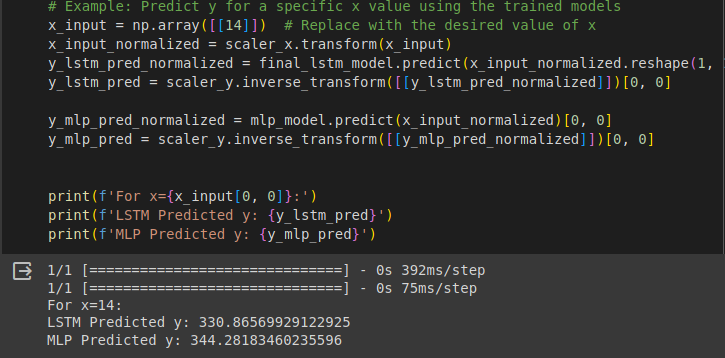 # Example: Predict y for a specific x value using the trained models
x_input = np.array([[14]])  # Replace with the desired value of x
x_input_normalized = scaler_x.transform(x_input)
y_lstm_pred_normalized = final_lstm_model.predict(x_input_normalized.reshape(1,
y_lstm_pred = scaler_y.inverse_transform([[y_lstm_pred_normalized]])[0, 0]
y_mlp_pred_normalized = mlp_model.predict(x_input_normalized)[0, 0]
y_mlp_pred = scaler_y.inverse_transform([[y_mlp_pred_normalized]])[0, 0]
print(f'For x={x_input[0, 0]}:')
print(f'LSTM Predicted y: {y_lstm_pred}')
print(f'MLP Predicted y: {y_mlp_pred}')
1/1 [==============================] - 0s 392ms/step
1/1 [==============================] - 0s 75ms/step
For x=14:
LSTM Predicted y: 330.86569929122925
MLP Predicted y: 344.28183460235596